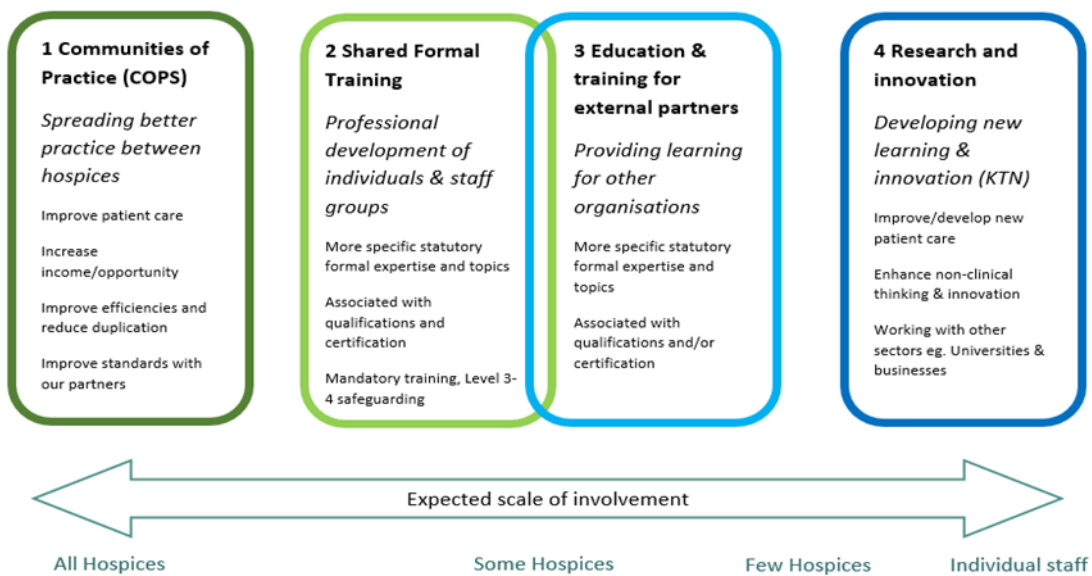 1 Communities of
Practice (COPS)
Spreading better
practice between
hospices
Improve patient care
Increase
income/opportunity
Improve efficiencies and
reduce duplication
Improve standards with
our partners
2 Shared Formal
Training
Professional
development of
individuals & staff
groups
More specific statutory
formal expertise and topics
Associated with
qualifications and
certification
Mandatory training, Level 3-
4 safeguarding
3 Education &
training for
external partners
Providing learning
for other
organisations
More specific statutory
formal expertise and
topics
Associated with
qualifications and/or
certification
4 Research and
innovation
Developing new
learning &
innovation (KTN)
Improve/develop new
patient care
Enhance non-clinical
thinking & innovation
Working with other
sectors eg. Universities &
businesses
Expected scale of involvement
All Hospices
Some Hospices
Few Hospices
Individual staff